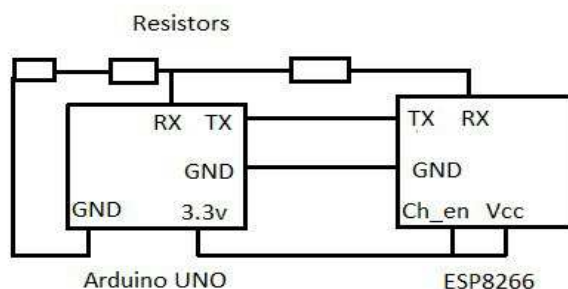 Resistors
RX TX TX RX
GND GND
GND 3.3v Ch_en Vcc
Arduino UNO ESP8266